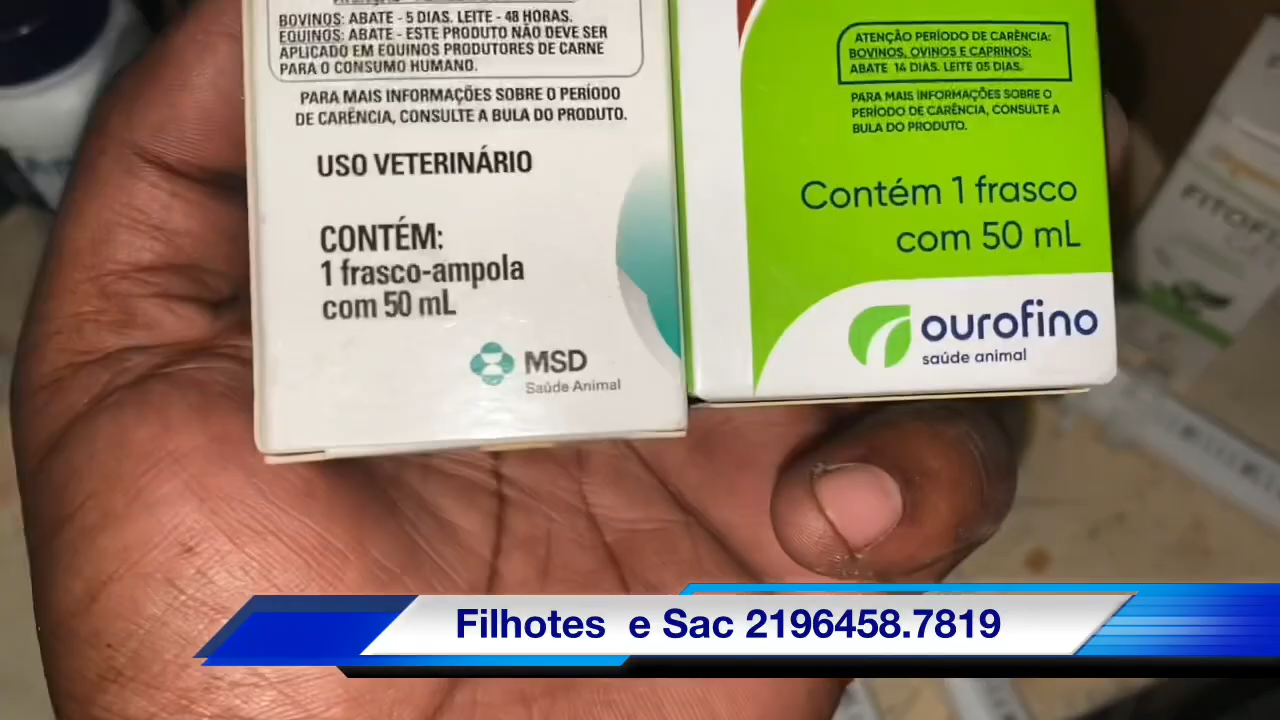 BOVINOS: ABATE - 5 DIAS. LEITE - 48 HORAS.
EQUINOS: ABATE - ESTE PRODUTO NÃO DEVE SER
APLICADO EM EQUINOS PRODUTORES DE CARNE
PARA O CONSUMO HUMANO.
PARA MAIS INFORMAÇÕES SOBRE O PERÍODO
DE CARÊNCIA, CONSULTE A BULA DO PRODUTO.
USO VETERINÁRIO
CONTÉM:
1 frasco-ampola
com 50 mL
MSD
Saúde Animal
ATENÇÃO PERÍODO DE CARÊNCIA:
BOVINOS, OVINOS E CAPRINOS:
ABATE 14 DIAS. LEITE 05 DIAS.
PARA MAIS INFORMAÇÕES SOBRE O
PERÍODO DE CARÊNCIA, CONSULTE A
BULA DO PRODUTO.
Contém 1 frasco
com 50 mL
ourofino
saúde animal
Filhotes e Sac 2196458.7819